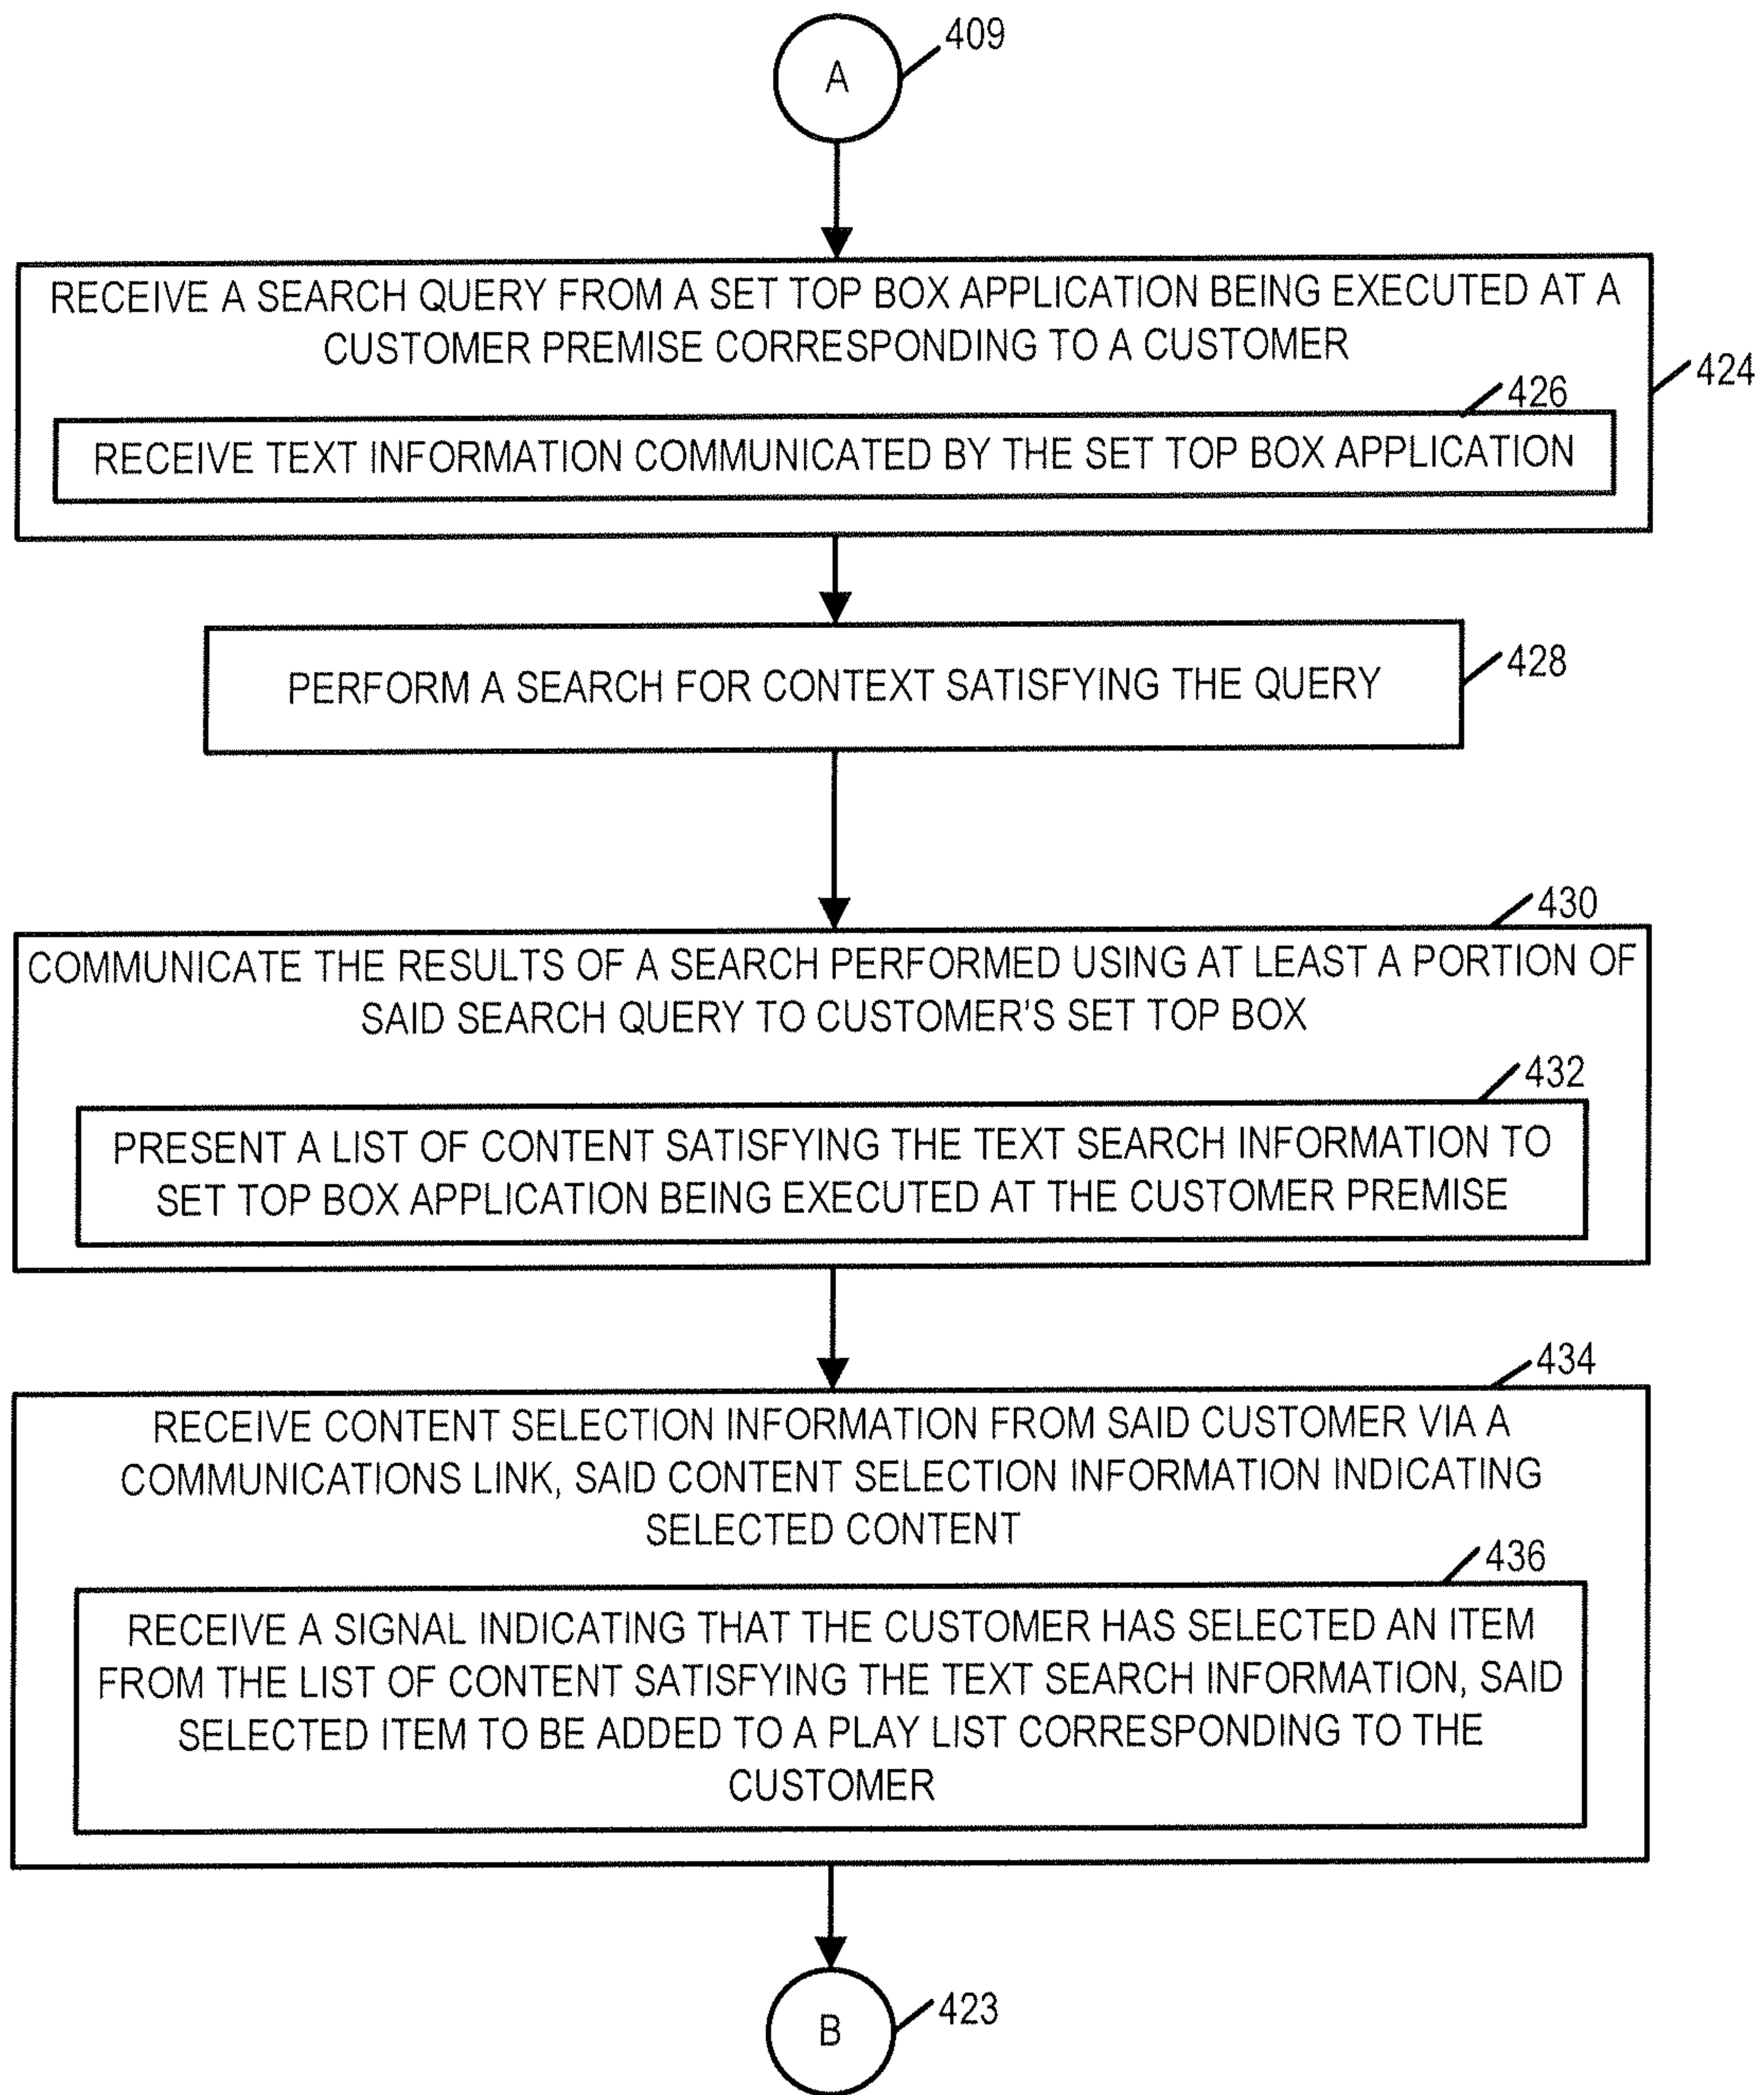 409
A
RECEIVE A SEARCH QUERY FROM A SET TOP BOX APPLICATION BEING EXECUTED AT A
CUSTOMER PREMISE CORRESPONDING TO A CUSTOMER
424
426
RECEIVE TEXT INFORMATION COMMUNICATED BY THE SET TOP BOX APPLICATION
428
PERFORM A SEARCH FOR CONTEXT SATISFYING THE QUERY
430
COMMUNICATE THE RESULTS OF A SEARCH PERFORMED USING AT LEAST A PORTION OF
SAID SEARCH QUERY TO CUSTOMER'S SET TOP BOX
432
PRESENT A LIST OF CONTENT SATISFYING THE TEXT SEARCH INFORMATION TO
SET TOP BOX APPLICATION BEING EXECUTED AT THE CUSTOMER PREMISE
434
RECEIVE CONTENT SELECTION INFORMATION FROM SAID CUSTOMER VIA A
COMMUNICATIONS LINK, SAID CONTENT SELECTION INFORMATION INDICATING
SELECTED CONTENT
436
RECEIVE A SIGNAL INDICATING THAT THE CUSTOMER HAS SELECTED AN ITEM
FROM THE LIST OF CONTENT SATISFYING THE TEXT SEARCH INFORMATION, SAID
SELECTED ITEM TO BE ADDED TO A PLAY LIST CORRESPONDING TO THE
CUSTOMER
B
423